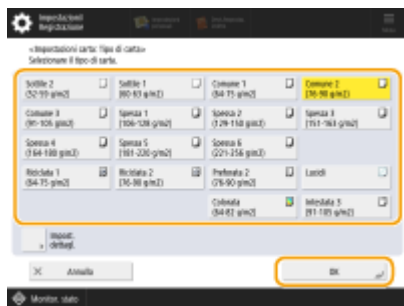 Impostazioni/
Registrazione
Menu
<Impostazioni carta: Tipo di carta>
Selezionare il tipo di carta.
Sottile 2
(52-59 g/m2)
Sottile 1
(60-63 g/m2)
Comune 1
(64-75 g/m2)
Comune 2
(76-90 g/m2)
Comune 3
(91-105 g/m2)
Spessa 1
(106-128 g/m2)
Spessa 2
(129-150 g/m2)
Spessa 3
(151-163 g/m2)
Spessa 4
(164-180 g/m2)
Spessa 5
(181-220 g/m2)
Spessa 6
(221-256 g/m2)
Riciclata 1
(64-75 g/m2)
Riciclata 2
(76-90 g/m2)
Preforata 2
(76-90 g/m2)
Lucidi
Colorata
(64-82 g/m2)
Intestata 3
(91-105 g/m2)
Impost.
dettagl.
Annulla
OK
Monitor. stato